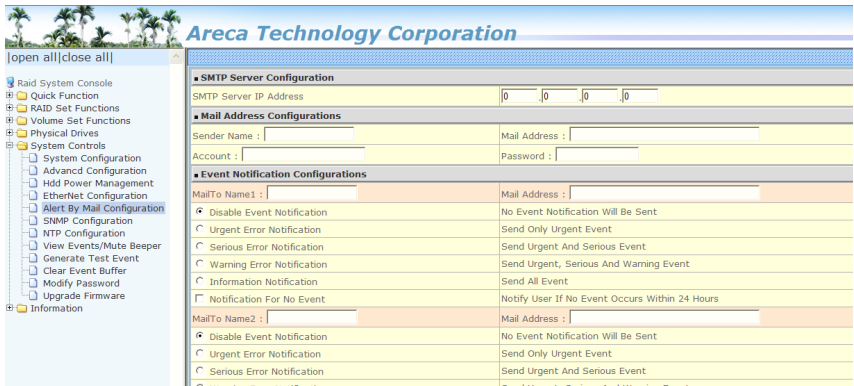 Areca Technology Corporation
|open all|close all|
Raid System Console
Quick Function
RAID Set Functions
Volume Set Functions
Physical Drives
System Controls
System Configuration
Advancd Configuration
Hdd Power Management
EtherNet Configuration
Alert By Mail Configuration
SNMP Configuration
NTP Configuration
View Events/Mute Beeper
Generate Test Event
Clear Event Buffer
Modify Password
Upgrade Firmware
Information
SMTP Server Configuration
SMTP Server IP Address 0 . 0 . 0 . 0
Mail Address Configurations
Sender Name : Mail Address :
Account : Password :
Event Notification Configurations
MailTo Name1 : Mail Address :
Disable Event Notification No Event Notification Will Be Sent
Urgent Error Notification Send Only Urgent Event
Serious Error Notification Send Urgent And Serious Event
Warning Error Notification Send Urgent, Serious And Warning Event
Information Notification Send All Event
Notification For No Event Notify User If No Event Occurs Within 24 Hours
MailTo Name2 : Mail Address :
Disable Event Notification No Event Notification Will Be Sent
Urgent Error Notification Send Only Urgent Event
Serious Error Notification Send Urgent And Serious Event